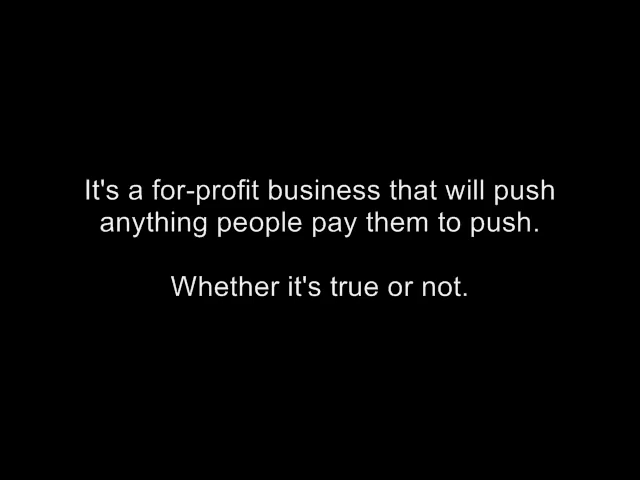 It's a for-profit business that will push
anything people pay them to push.
Whether it's true or not.